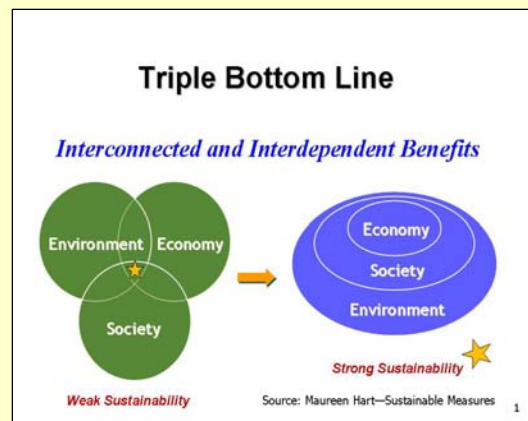 Triple Bottom Line
Interconnected and Interdependent Benefits
Environment
Economy
Society
Weak Sustainability
Economy
Society
Environment
Strong Sustainability
Source: Maureen Hart—Sustainable Measures
1